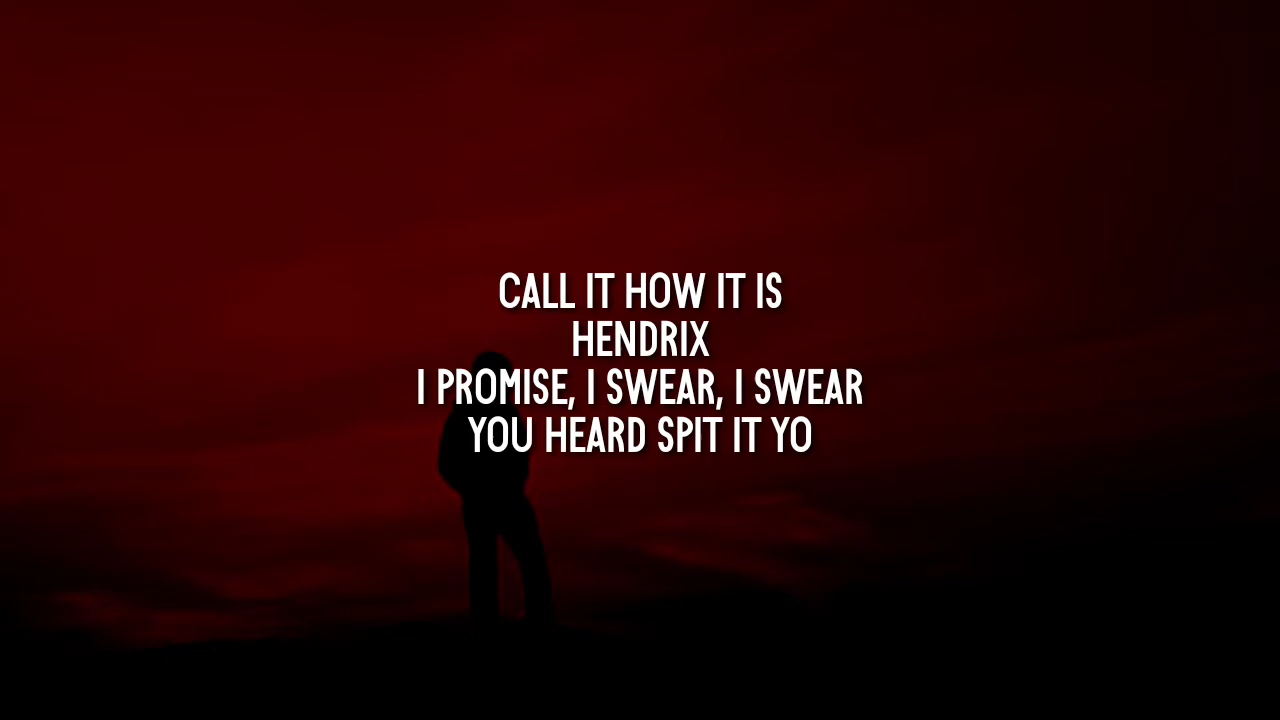 CALL IT HOW IT IS
HENDRIX
I PROMISE, I SWEAR, I SWEAR
YOU HEARD SPIT IT YO